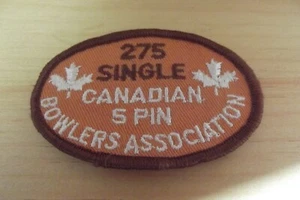 275
SINGLE
CANADIAN
5 PIN
BOWLERS ASSOCIATION